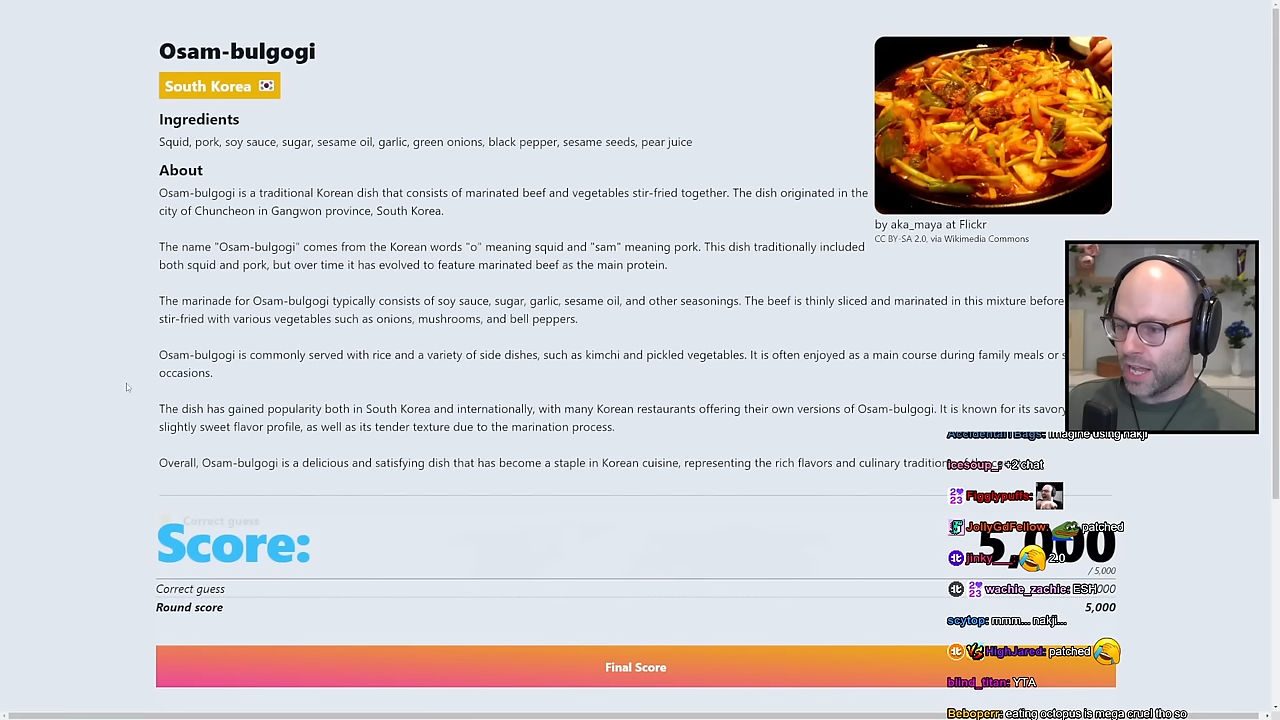 Osam-bulgogi
South Korea
Ingredients
Squid, pork, soy sauce, sugar, sesame oil, garlic, green onions, black pepper, sesame seeds, pear juice
About
Osam-bulgogi is a traditional Korean dish that consists of marinated beef and vegetables stir-fried together. The dish originated in the
city of Chuncheon in Gangwon province, South Korea.
The name "Osam-bulgogi" comes from the Korean words "o" meaning squid and "sam" meaning pork. This dish traditionally included
both squid and pork, but over time it has evolved to feature marinated beef as the main protein.
by aka_maya at Flickr
CC BY-SA 2.0, via Wikimedia Commons
The marinade for Osam-bulgogi typically consists of soy sauce, sugar, garlic, sesame oil, and other seasonings. The beef is thinly sliced and marinated in this mixture before
stir-fried with various vegetables such as onions, mushrooms, and bell peppers.
Osam-bulgogi is commonly served with rice and a variety of side dishes, such as kimchi and pickled vegetables. It is often enjoyed as a main course during family meals or
occasions.
The dish has gained popularity both in South Korea and internationally, with many Korean restaurants offering their own versions of Osam-bulgogi. It is known for its savory
slightly sweet flavor profile, as well as its tender texture due to the marination process.
Overall, Osam-bulgogi is a delicious and satisfying dish that has become a staple in Korean cuisine, representing the rich flavors and culinary tradition
Correct guess
Score:
5,000
/ 5,000
Correct guess
Round score
5,000
Final Score
Accidental_Bags: imagine using nakji
icesoup_: +2 chat
Figglypuffs:
JollyGdFellow: patched
2.0
wachie_zachie: ESH
scytop: mmm... nakji...
HighJared: patched
blind_titan: YTA
Beboperr: eating octopus is mega cruel tho so